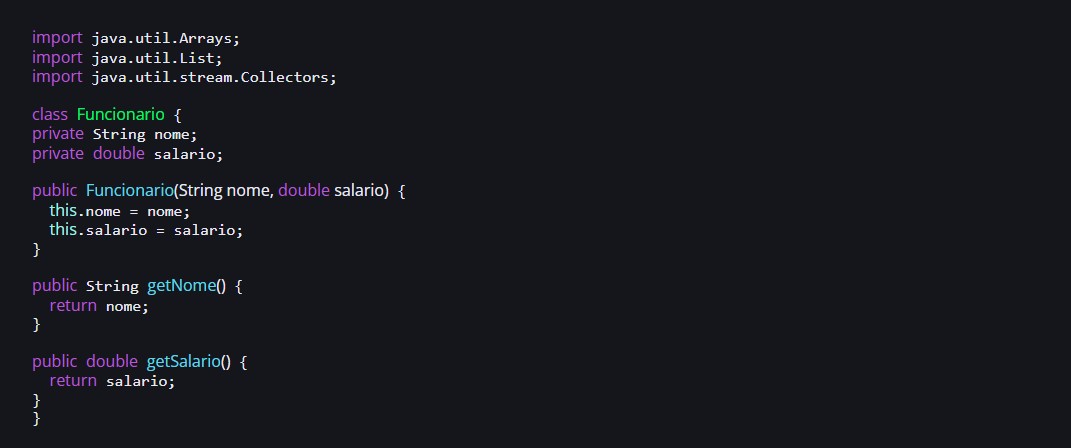 import java.util.Arrays;
import java.util.List;
import java.util.stream.Collectors;
class Funcionario {
private String nome;
private double salario;
public Funcionario(String nome, double salario) {
this.nome = nome;
this.salario = salario;
}
public String getNome() {
return nome;
}
public double getSalario() {
return salario;
}
}